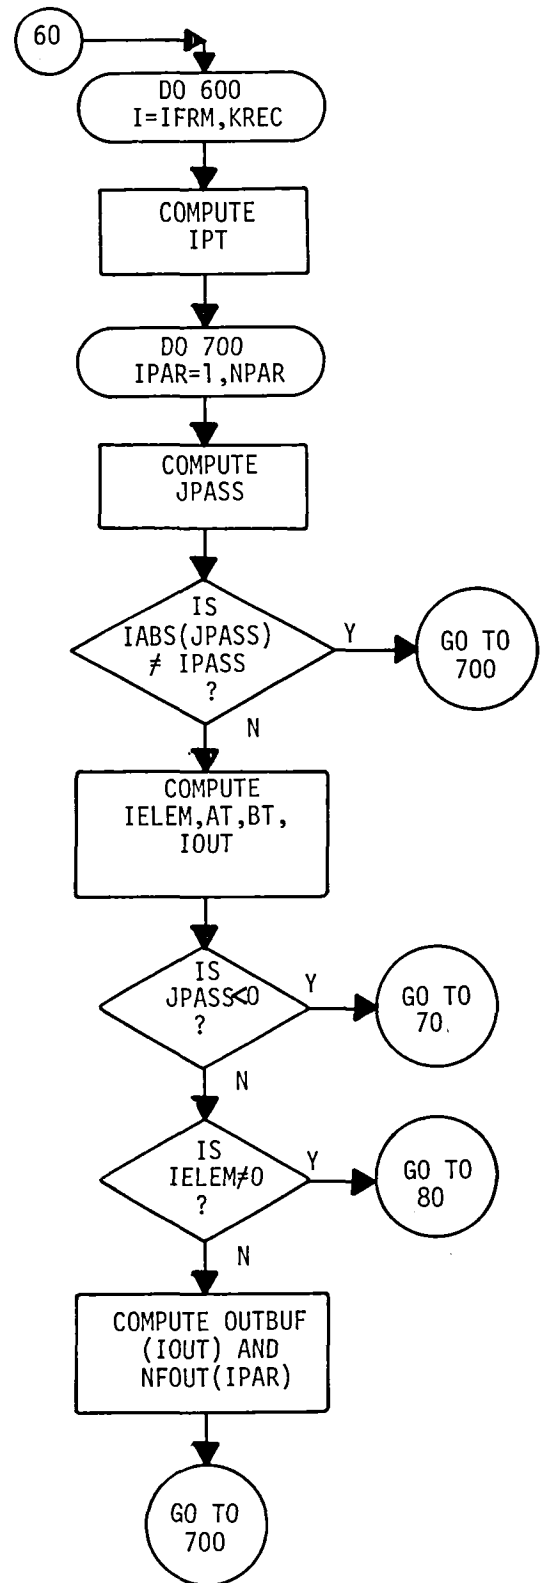 60
DO 600
I=IFRM,KREC
COMPUTE
IPT
DO 700
IPAR=1,NPAR
COMPUTE
JPASS
IS
IABS(JPASS)
≠ IPASS
?
Y
GO TO
700
N
COMPUTE
IELEM,AT,BT,
IOUT
IS
JPASS<0
?
Y
GO TO
70.
N
IS
IELEM≠0
?
Y
GO TO
80
N
COMPUTE OUTBUF
(IOUT) AND
NFOUT(IPAR)
GO TO
700